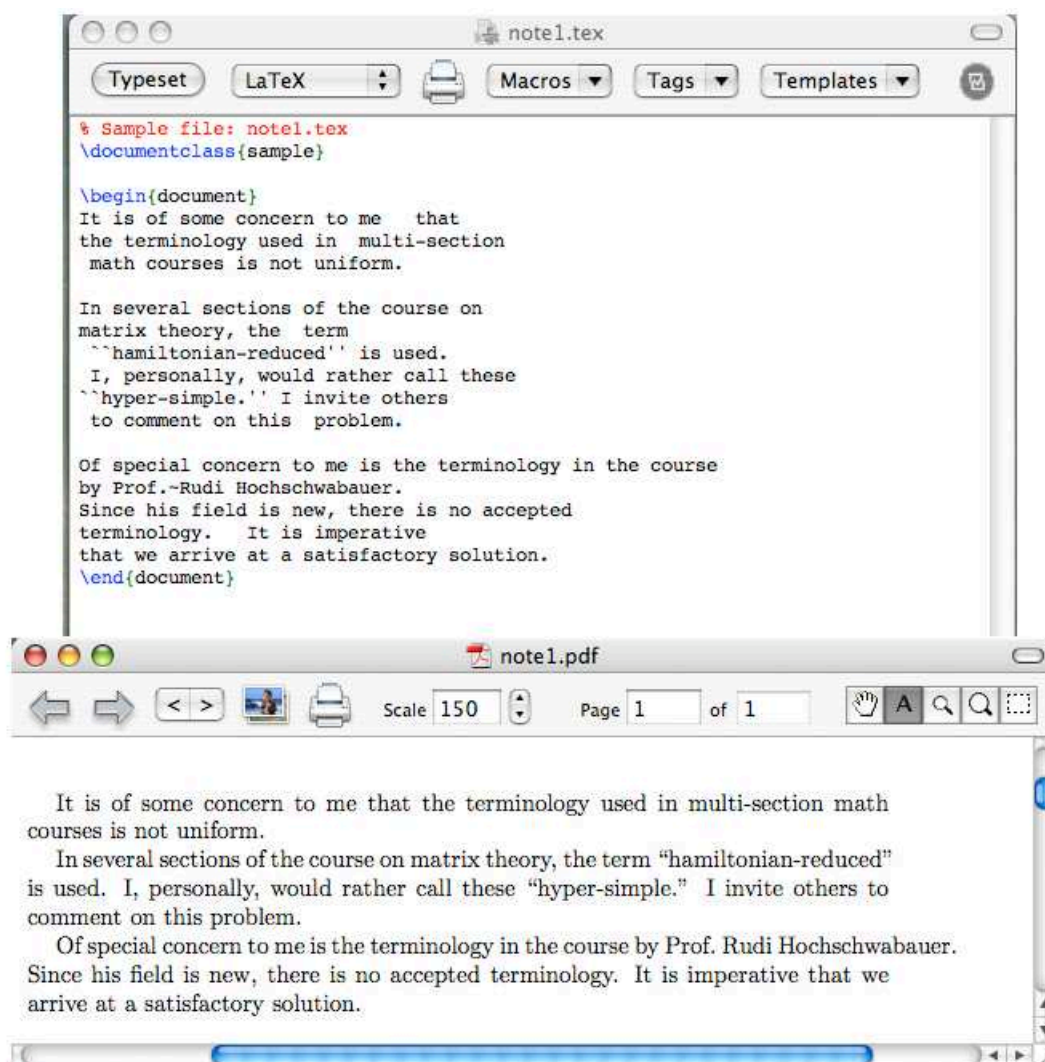 note1.tex
Typeset LaTeX Macros Tags Templates
% Sample file: note1.tex
\documentclass{sample}
\begin{document}
It is of some concern to me   that
the terminology used in  multi-section
 math courses is not uniform.
In several sections of the course on
matrix theory, the  term
 ``hamiltonian-reduced'' is used.
 I, personally, would rather call these
``hyper-simple.'' I invite others
 to comment on this  problem.
Of special concern to me is the terminology in the course
by Prof.~Rudi Hochschwabauer.
Since his field is new, there is no accepted
terminology.   It is imperative
that we arrive at a satisfactory solution.
\end{document}
note1.pdf
< > Scale 150 Page 1 of 1 A
It is of some concern to me that the terminology used in multi-section math
courses is not uniform.
In several sections of the course on matrix theory, the term “hamiltonian-reduced”
is used. I, personally, would rather call these “hyper-simple.” I invite others to
comment on this problem.
Of special concern to me is the terminology in the course by Prof. Rudi Hochschwabauer.
Since his field is new, there is no accepted terminology. It is imperative that we
arrive at a satisfactory solution.